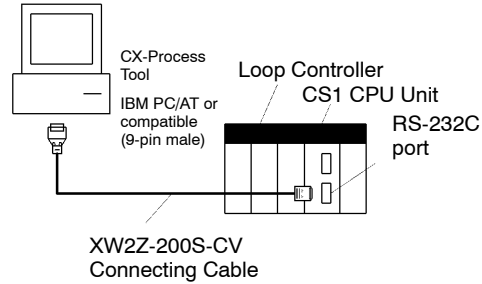 CX-Process
Tool
IBM PC/AT or
compatible
(9-pin male)
Loop Controller
CS1 CPU Unit
RS-232C
port
XW2Z-200S-CV
Connecting Cable